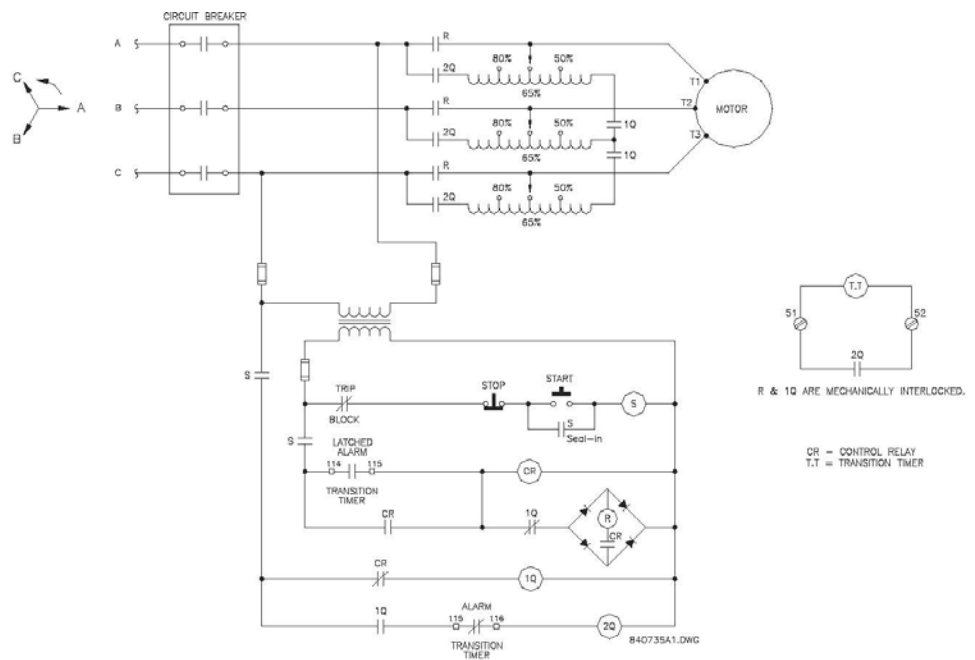 CIRCUIT BREAKER
A
R
80%
50%
2Q
65%
T1
C
A
B
B
R
T2
MOTOR
1Q
80%
50%
T3
2Q
65%
1Q
C
R
80%
50%
2Q
65%
T.T
51
52
2Q
R & 1Q ARE MECHANICALLY INTERLOCKED.
S
TRIP
BLOCK
STOP
START
S
S
Seal-in
S
LATCHED
ALARM
114
115
TRANSITION
TIMER
CR
CR = CONTROL RELAY
T.T = TRANSITION TIMER
CR
1Q
R
CR
CR
1Q
1Q
ALARM
115
116
TRANSITION
TIMER
2Q
840735A1.DWG